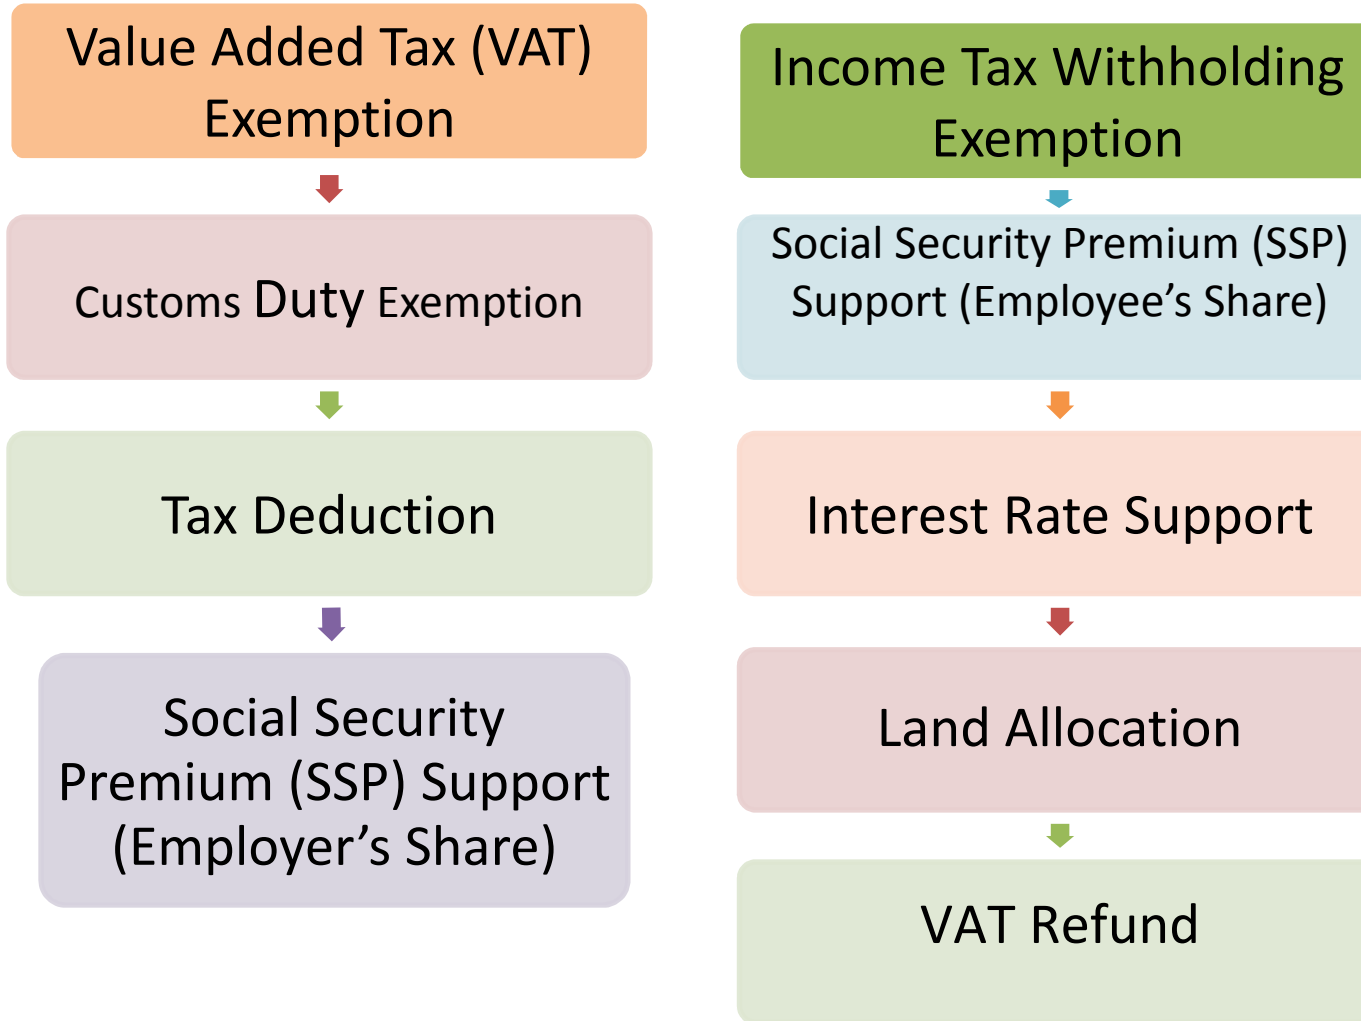 Value Added Tax (VAT)
Exemption
Customs Duty Exemption
Tax Deduction
Social Security
Premium (SSP) Support
(Employer’s Share)
Income Tax Withholding
Exemption
Social Security Premium (SSP)
Support (Employee’s Share)
Interest Rate Support
Land Allocation
VAT Refund